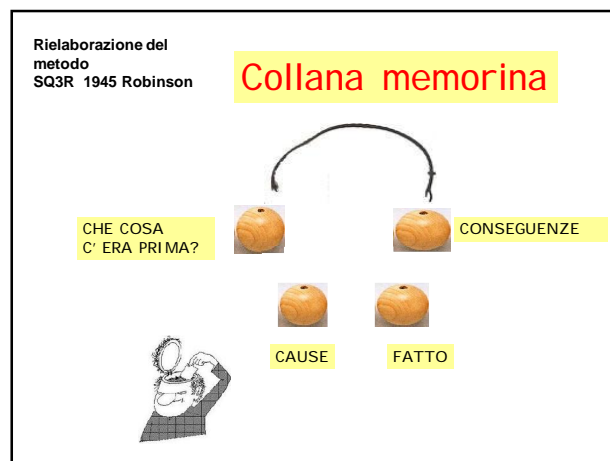 Rielaborazione del
metodo
SQ3R 1945 Robinson
Collana memorina
CHE COSA
C' ERA PRIMA?
CONSEGUENZE
CAUSE
FATTO